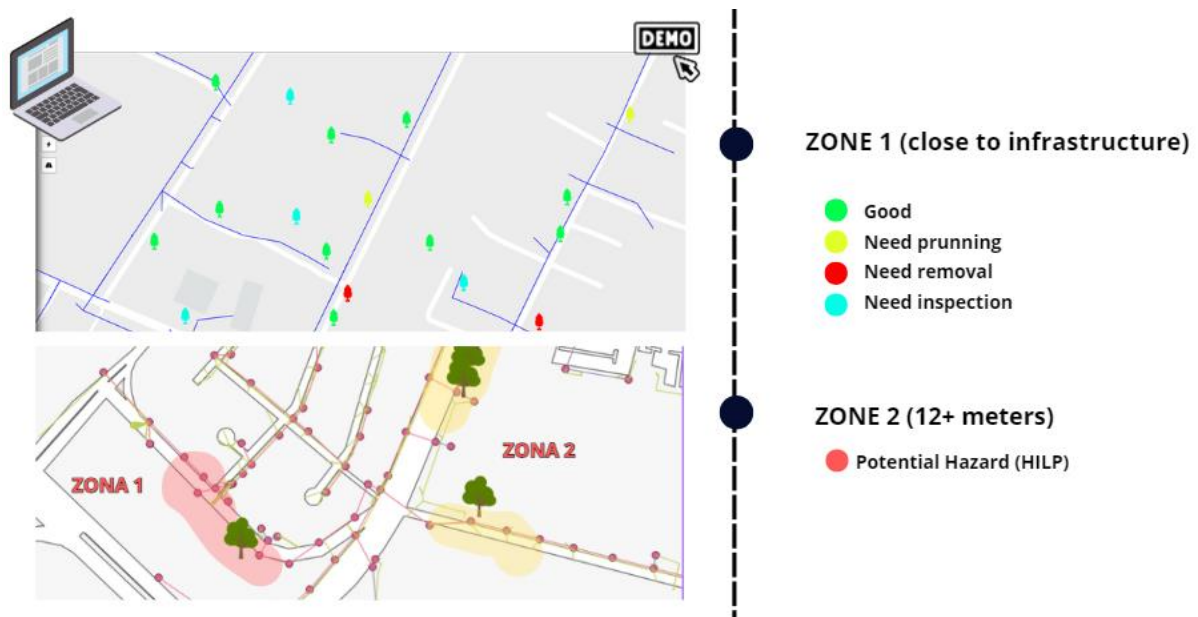 DEMO
ZONE 1 (close to infrastructure)
Good
Need prunning
Need removal
Need inspection
ZONA 1
ZONA 2
ZONE 2 (12+ meters)
Potential Hazard (HILP)